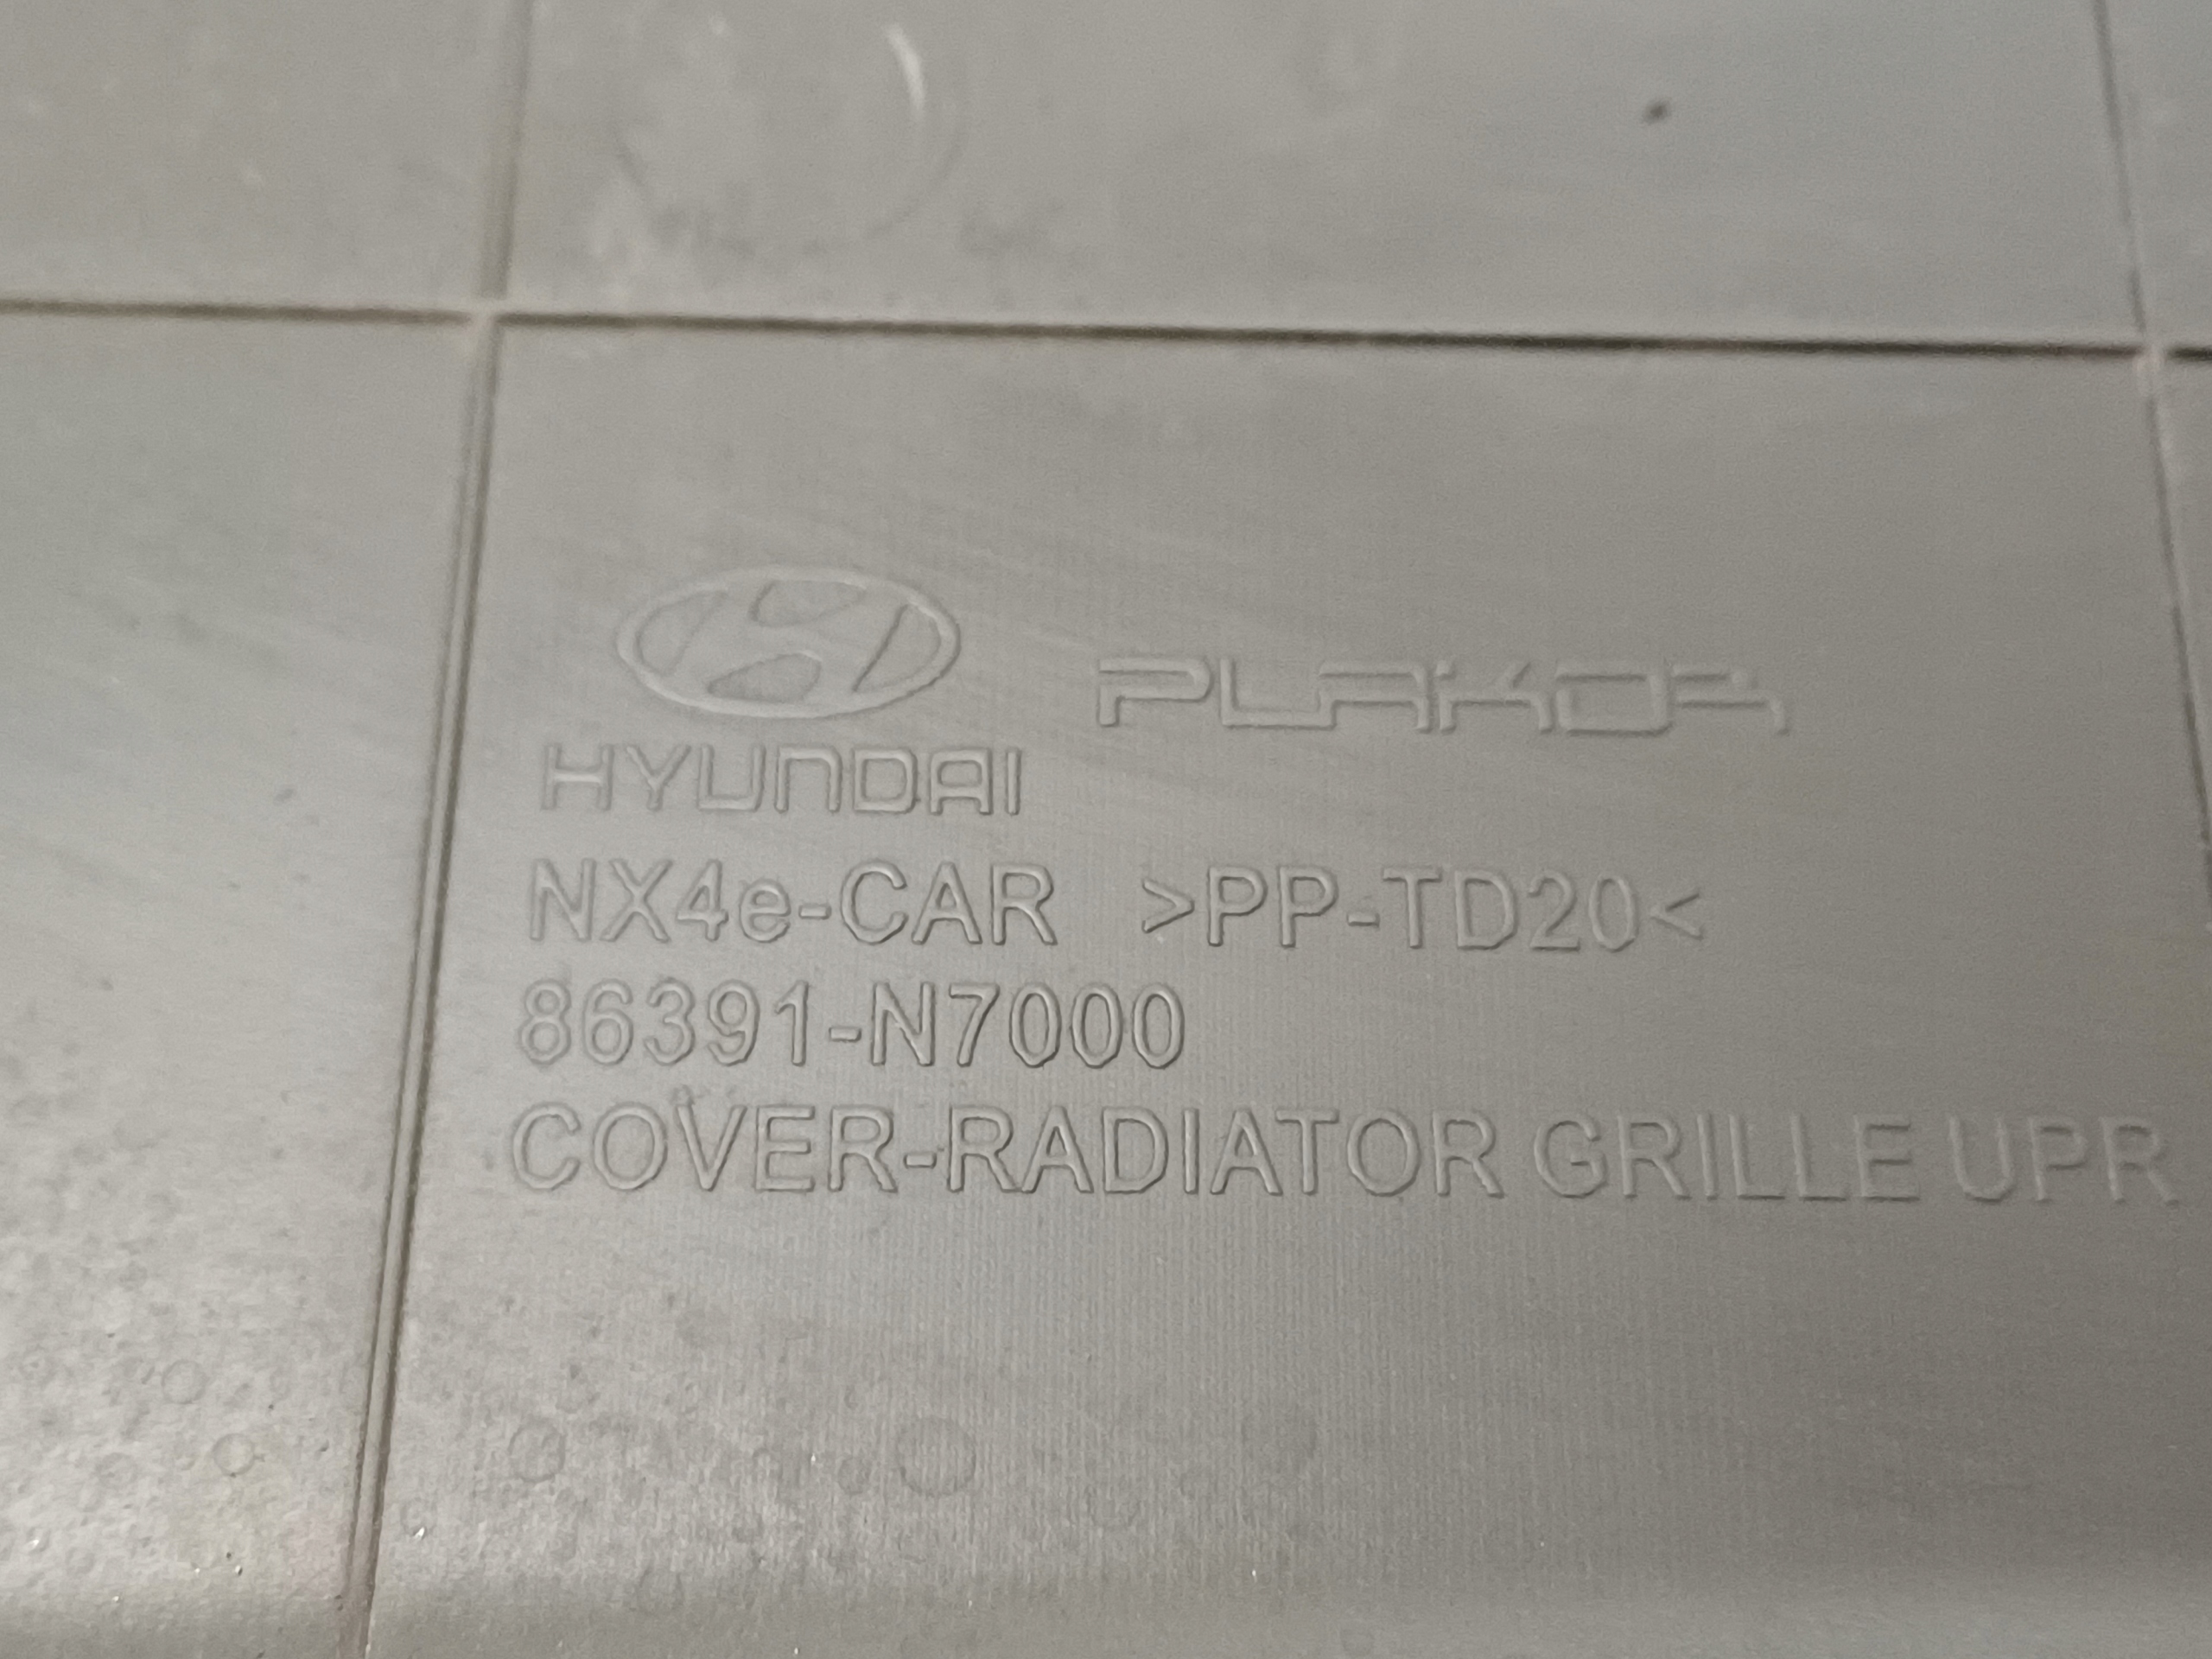 PLAKOR
HYUNDAI
NX4e-CAR >PP-TD20<
86391-N7000
COVER-RADIATOR GRILLE UPR